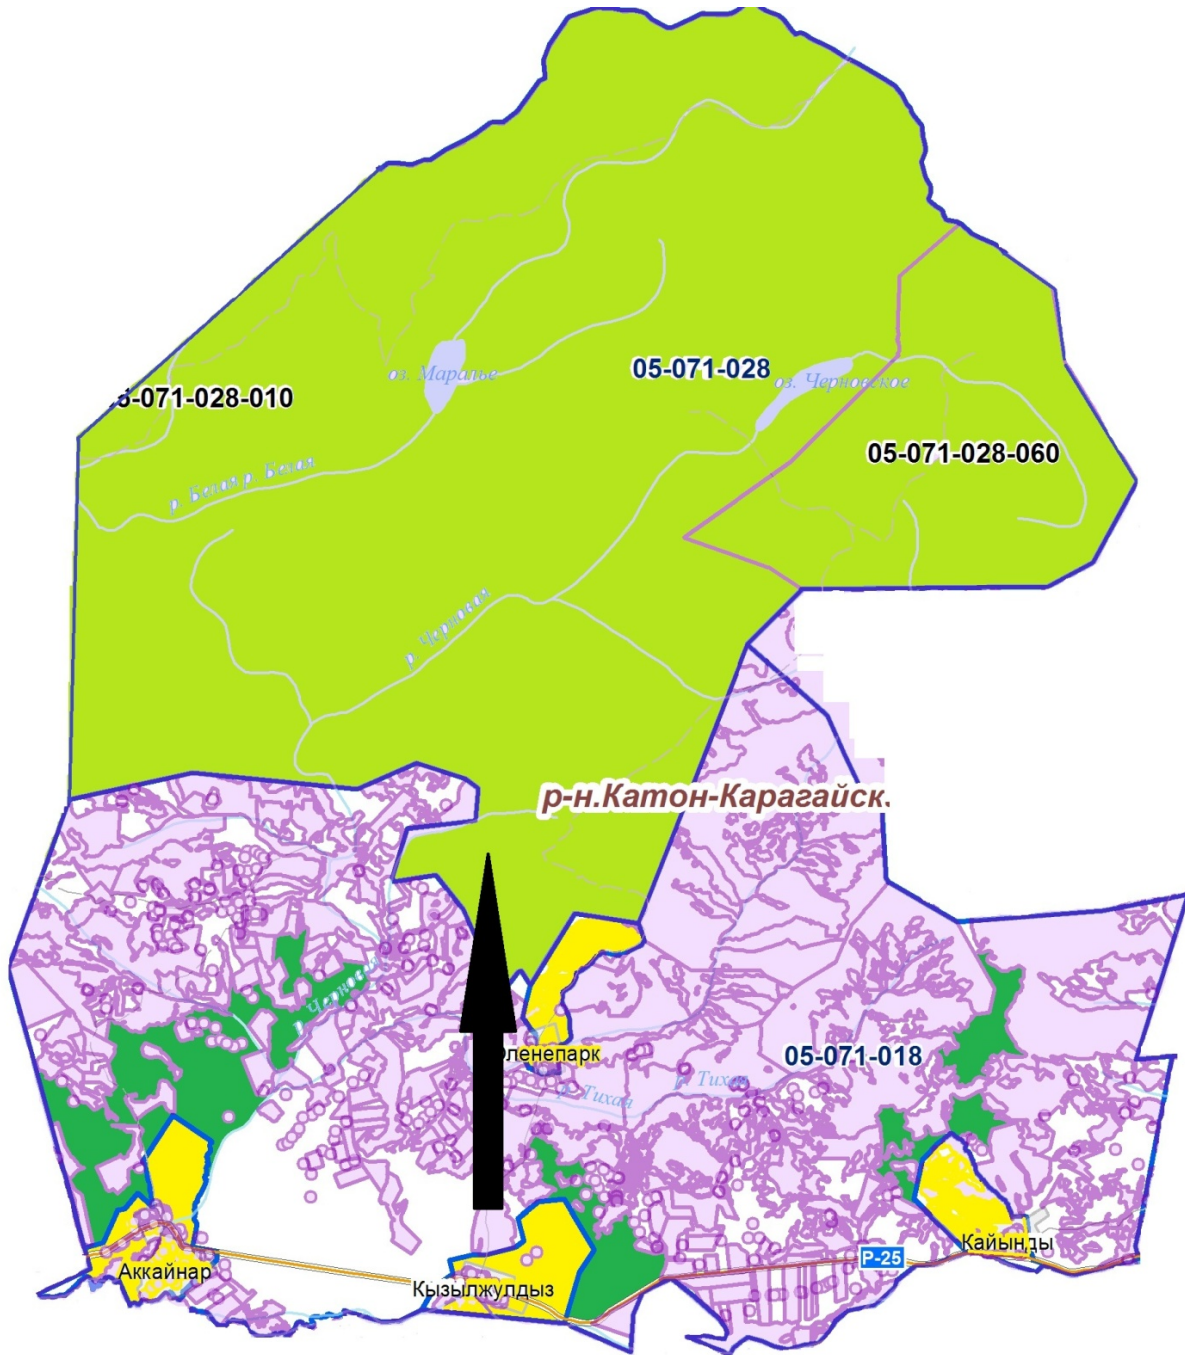 оз. Маралье
05-071-028
оз. Черновское
-071-028-010
05-071-028-060
р. Белая р. Белая
р. Черновая
р-н.Катон-Карагайск.
р. Черновая
Оленепарк
05-071-018
р. Тихая
р. Тихая
Кайынды
Р-25
Аккайнар
Кызылжулдыз